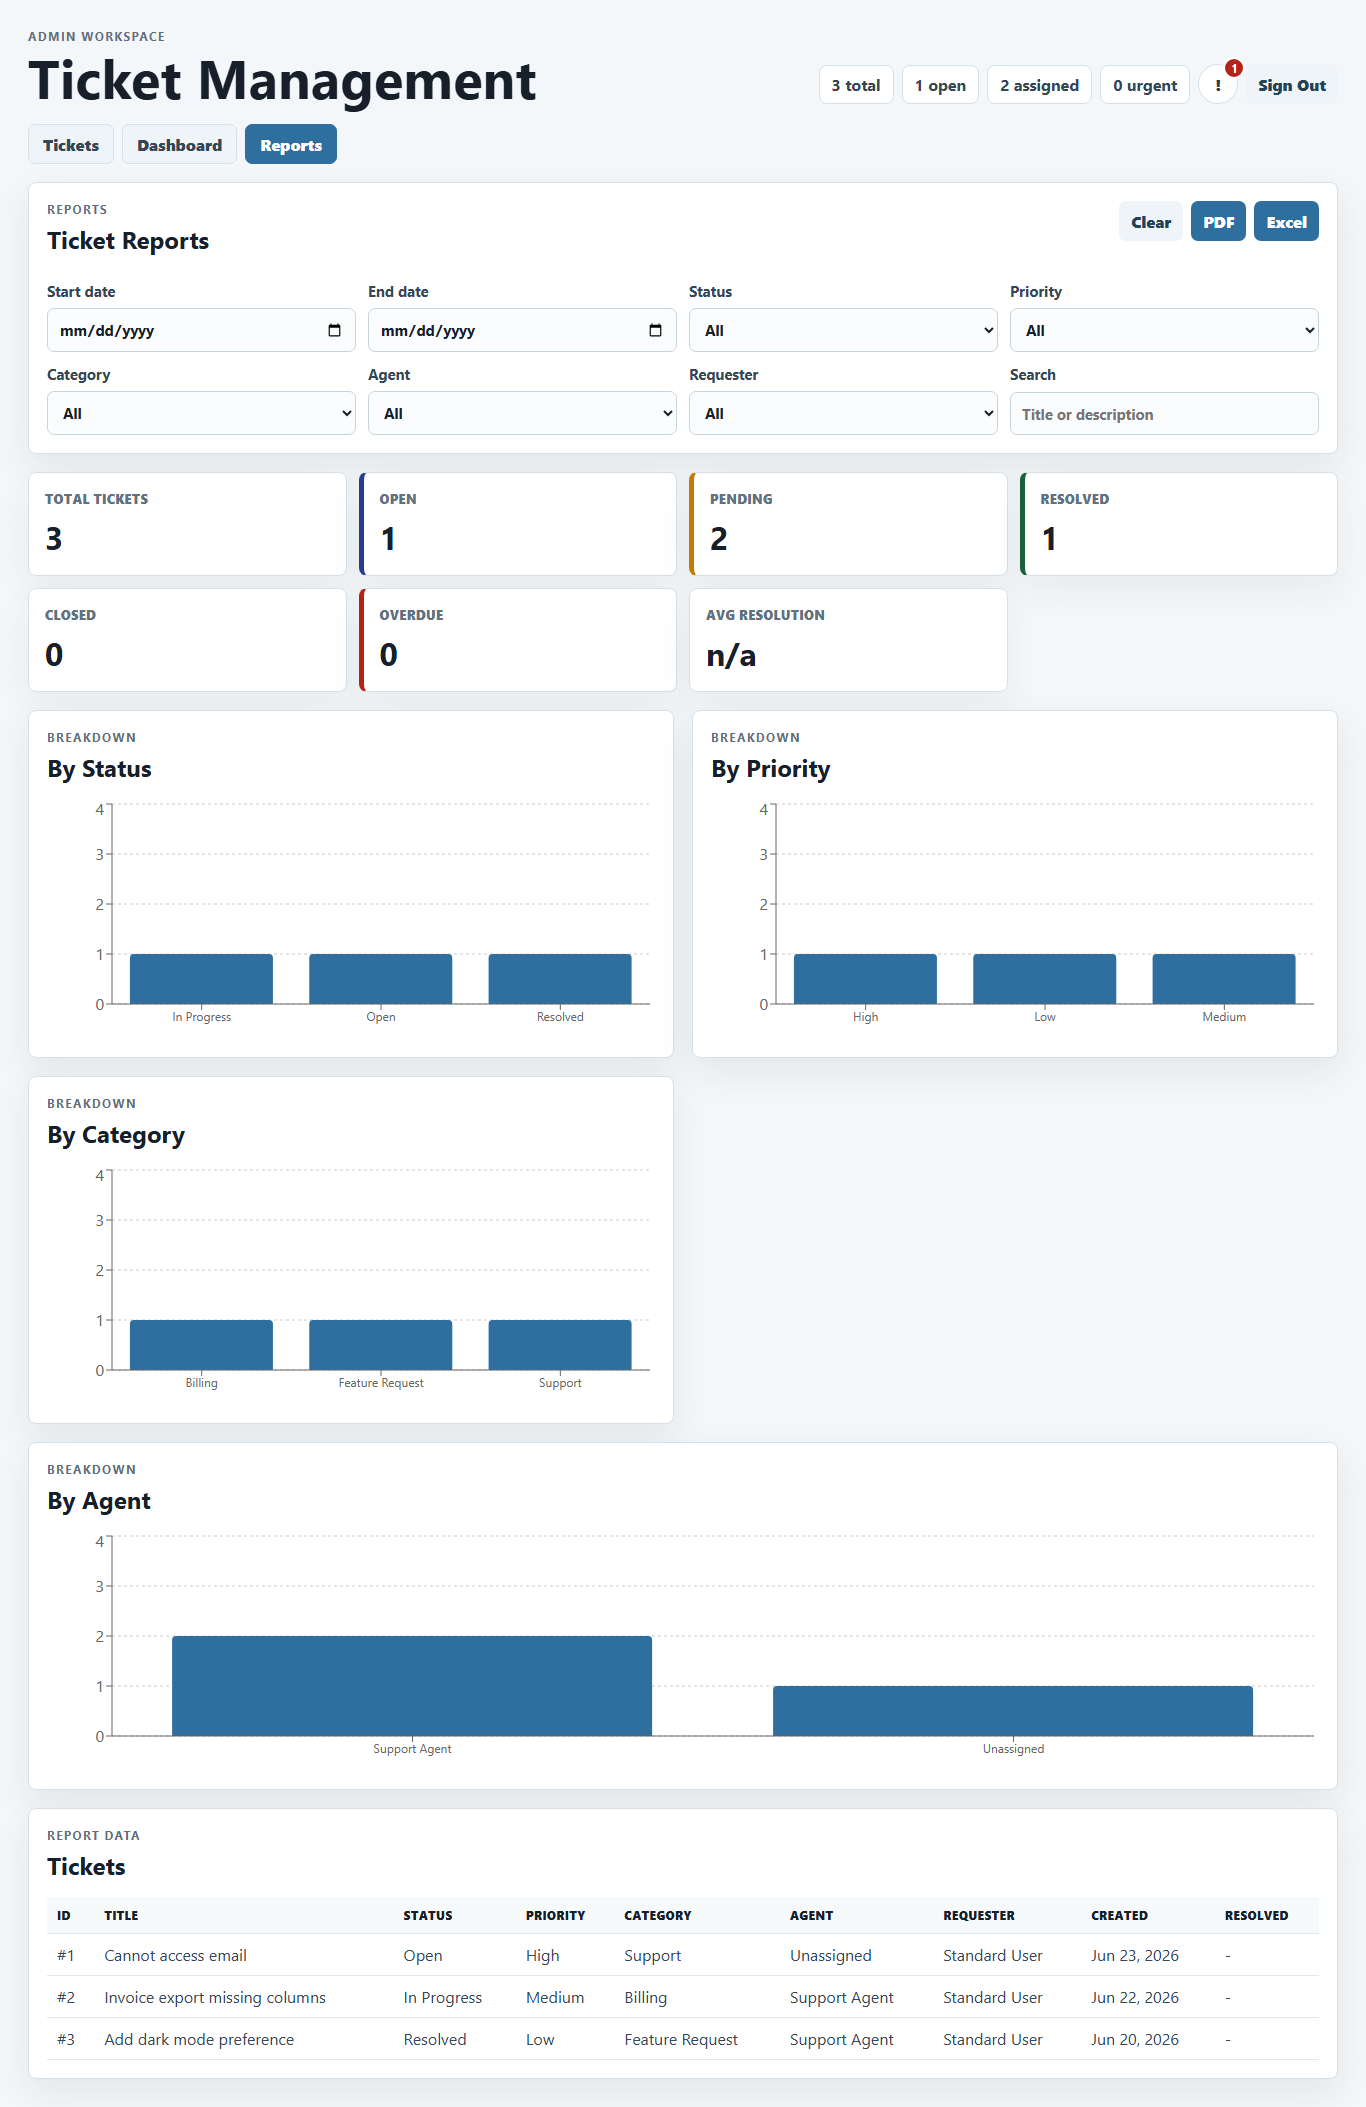 ADMIN WORKSPACE
Ticket Management
3 total
1 open
2 assigned
0 urgent
!
1
Sign Out
Tickets
Dashboard
Reports
REPORTS
Ticket Reports
Clear
PDF
Excel
Start date
End date
Status
Priority
mm/dd/yyyy
mm/dd/yyyy
All
All
Category
Agent
Requester
Search
All
All
All
Title or description
TOTAL TICKETS
3
OPEN
1
PENDING
2
RESOLVED
1
CLOSED
0
OVERDUE
0
AVG RESOLUTION
n/a
BREAKDOWN
By Status
4
3
2
1
0
In Progress
Open
Resolved
BREAKDOWN
By Priority
4
3
2
1
0
High
Low
Medium
BREAKDOWN
By Category
4
3
2
1
0
Billing
Feature Request
Support
BREAKDOWN
By Agent
4
3
2
1
0
Support Agent
Unassigned
REPORT DATA
Tickets
ID TITLE STATUS PRIORITY CATEGORY AGENT REQUESTER CREATED RESOLVED
#1 Cannot access email Open High Support Unassigned Standard User Jun 23, 2026 -
#2 Invoice export missing columns In Progress Medium Billing Support Agent Standard User Jun 22, 2026 -
#3 Add dark mode preference Resolved Low Feature Request Support Agent Standard User Jun 20, 2026 -